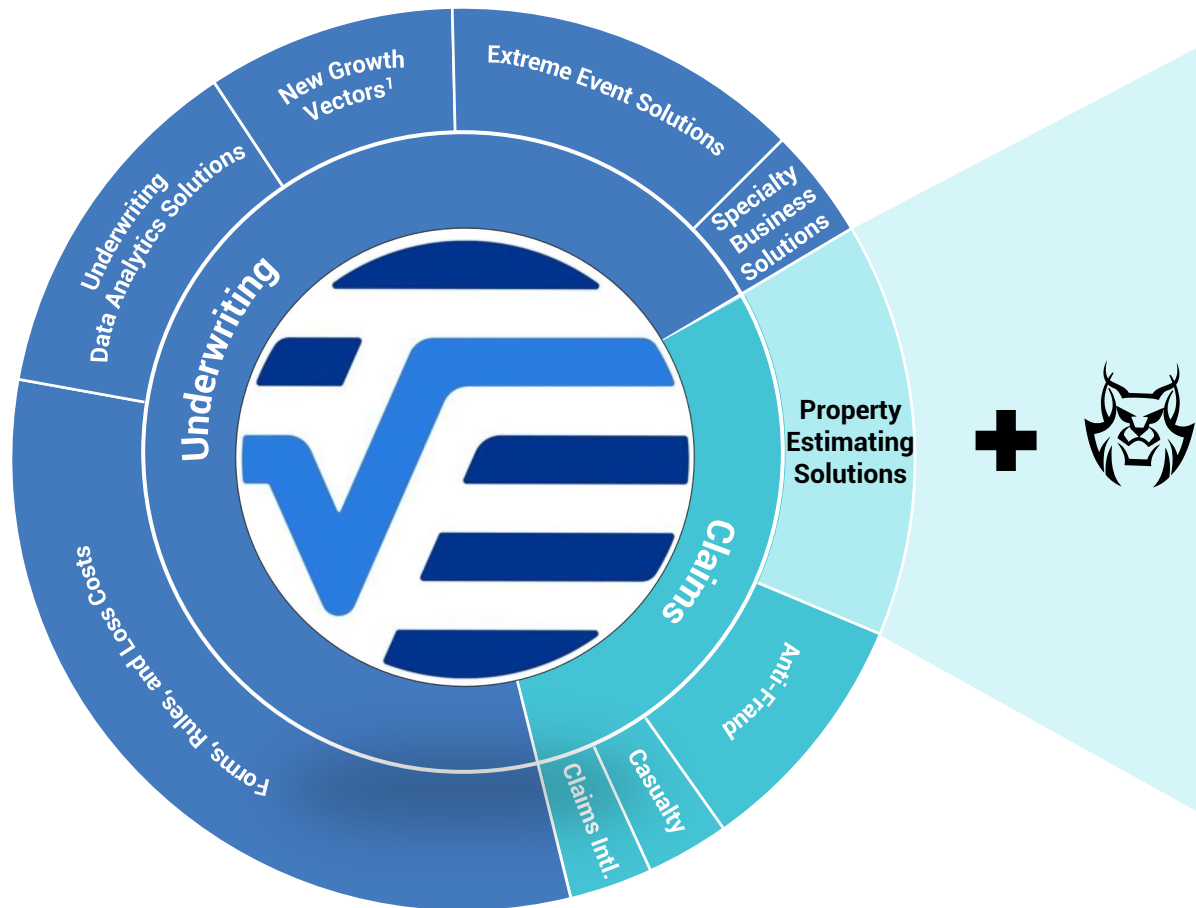 New Growth
Vectors¹
Extreme Event Solutions
Specialty
Business
Solutions
Underwriting
Data Analytics Solutions
Underwriting
Property
Estimating
Solutions
Claims
Forms, Rules, and Loss Costs
Anti-Fraud
Casualty
Claims Intl.